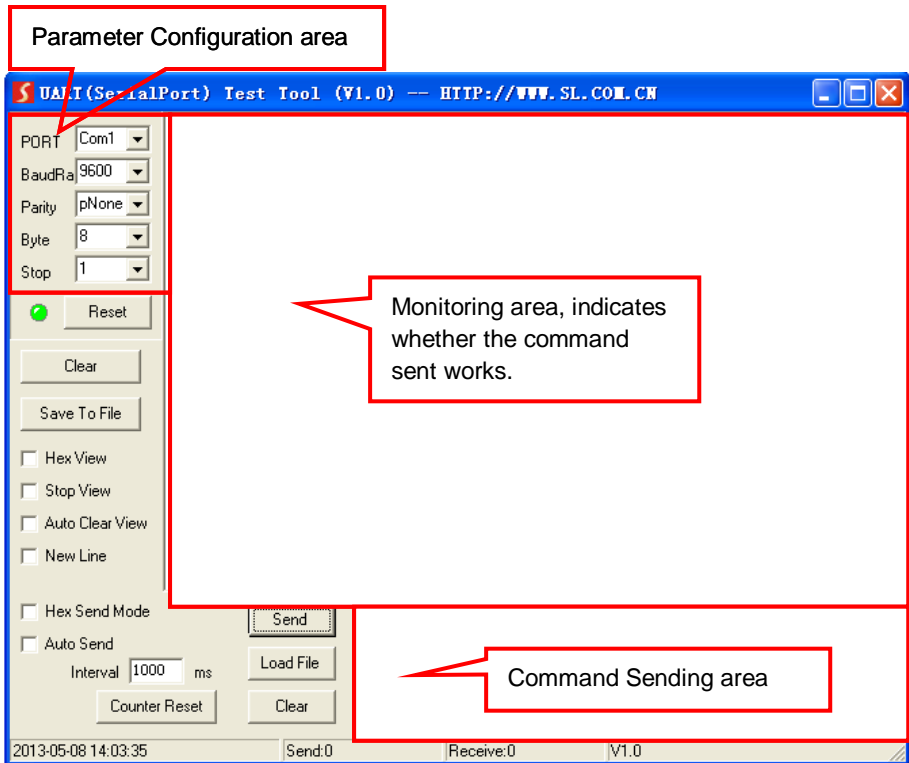 Parameter Configuration area
UART(SerialPort) Test Tool (V1.0) -- HTTP://WWW.SL.COM.CN
PORT Com1
BaudRa 9600
Parity pNone
Byte 8
Stop 1
Reset
Monitoring area, indicates
whether the command
sent works.
Clear
Save To File
Hex View
Stop View
Auto Clear View
New Line
Hex Send Mode
Send
Auto Send
Interval 1000 ms
Load File
Counter Reset
Clear
Command Sending area
2013-05-08 14:03:35 Send:0 Receive:0 V1.0